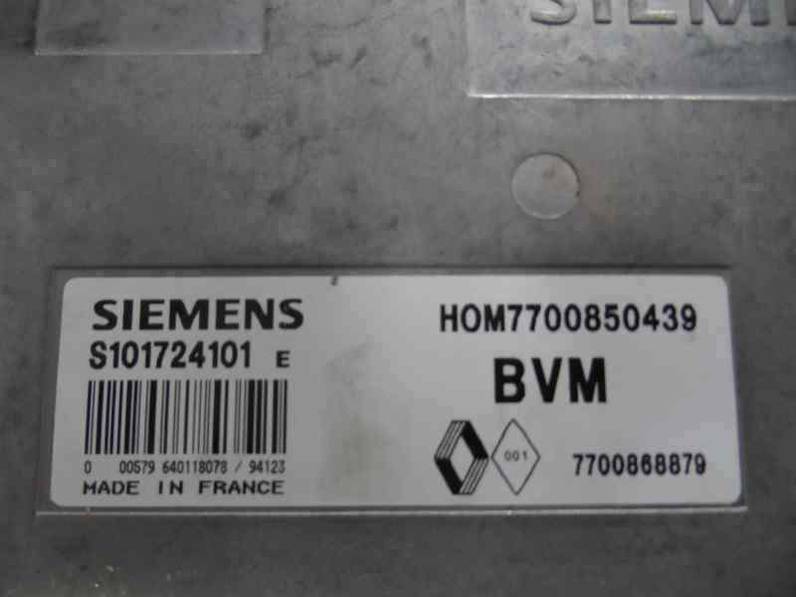 SIEMENS
S101724101 E
0 00579 640118078 / 94123
MADE IN FRANCE
HOM7700850439
BVM
001
7700868879